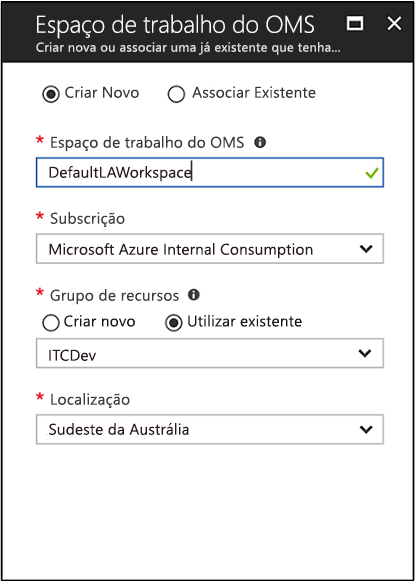 Espaço de trabalho do OMS
Criar nova ou associar uma já existente que tenha...
Criar Novo Associar Existente
* Espaço de trabalho do OMS
DefaultLAWorkspace
* Subscrição
Microsoft Azure Internal Consumption
* Grupo de recursos
Criar novo Utilizar existente
ITCDev
* Localização
Sudeste da Austrália